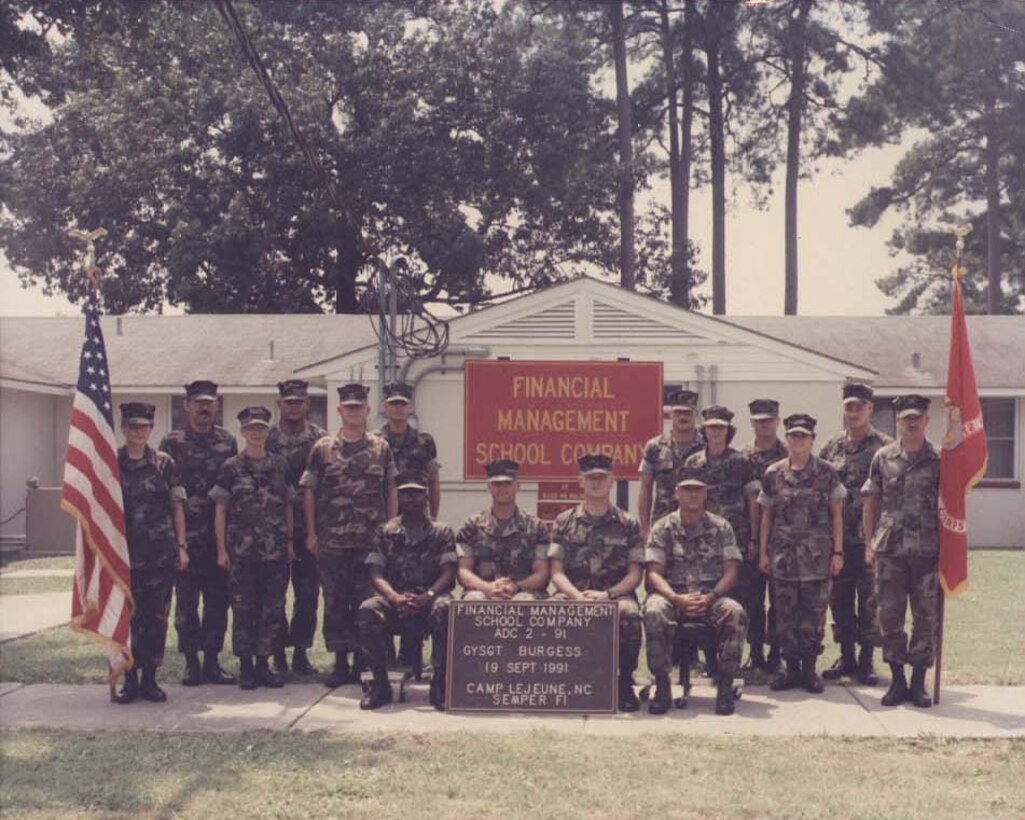 FINANCIAL
MANAGEMENT
SCHOOL COMPANY
FINANCIAL MANAGEMENT
SCHOOL COMPANY
ADC 2 - 91
GYSGT BURGESS
19 SEPT 1991
CAMP LEJEUNE, NC
SEMPER FI